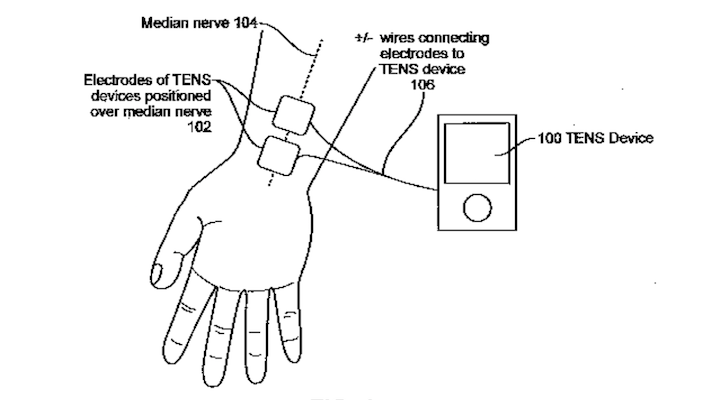 Median nerve 104
+/- wires connecting
electrodes to
TENS device
106
Electrodes of TENS
devices positioned
over median nerve
102
100 TENS Device